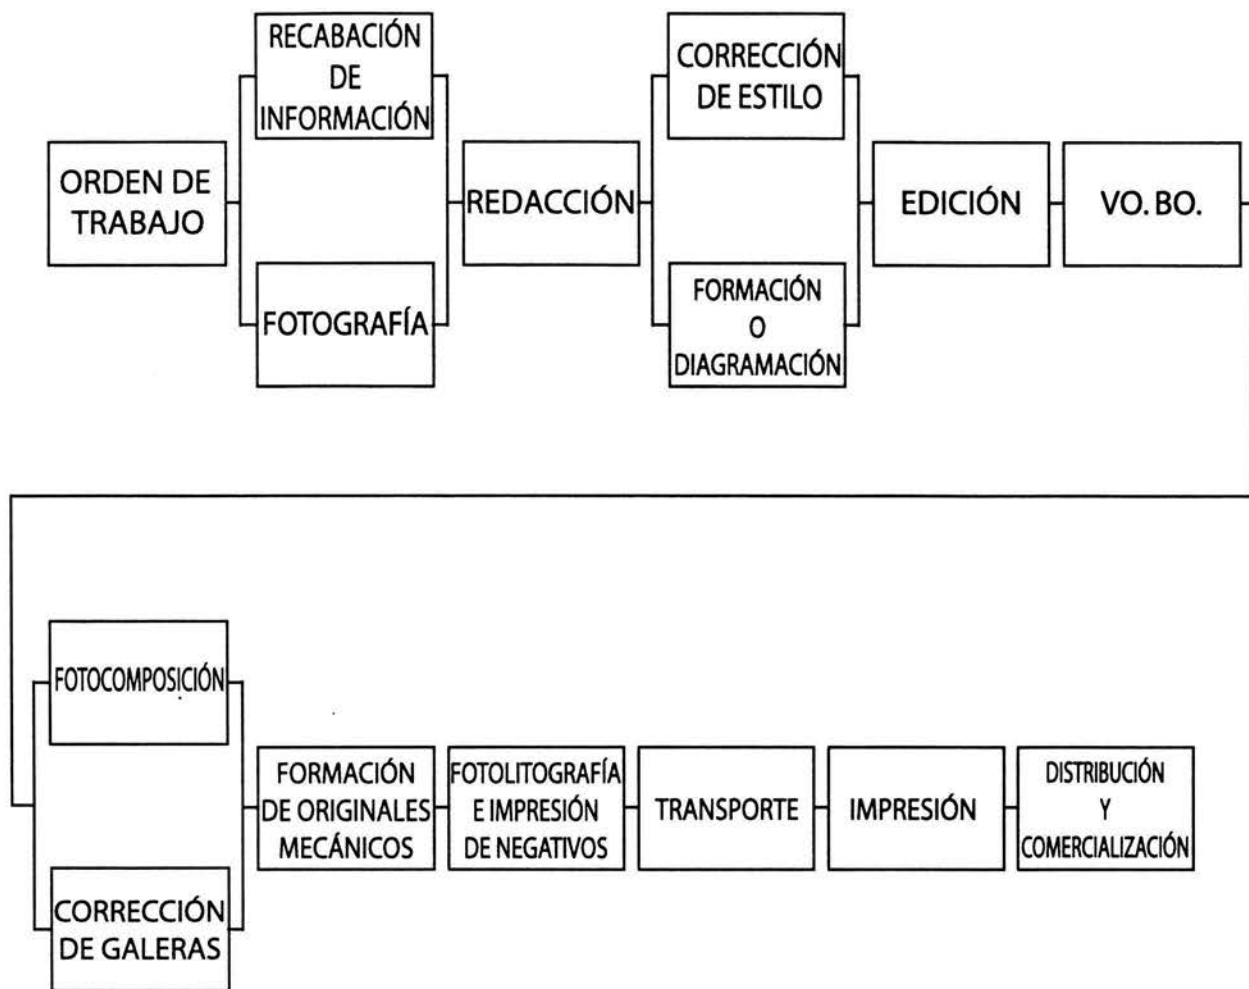 ORDEN DE
TRABAJO
RECABACIÓN
DE
INFORMACIÓN
FOTOGRAFÍA
REDACCIÓN
CORRECCIÓN
DE ESTILO
FORMACIÓN
O
DIAGRAMACIÓN
EDICIÓN
VO. BO.
FOTOCOMPOSICIÓN
CORRECCIÓN
DE GALERAS
FORMACIÓN
DE ORIGINALES
MECÁNICOS
FOTOLITOGRAFÍA
E IMPRESIÓN
DE NEGATIVOS
TRANSPORTE
IMPRESIÓN
DISTRIBUCIÓN
Y
COMERCIALIZACIÓN